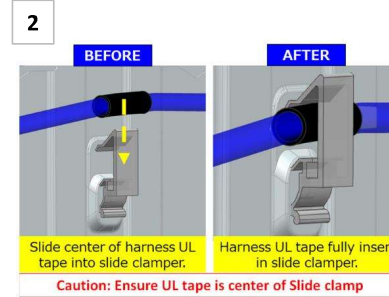 2
BEFORE
AFTER
Slide center of harness UL
tape into slide clamper.
Harness UL tape fully inser
in slide clamper.
Caution: Ensure UL tape is center of Slide clamp